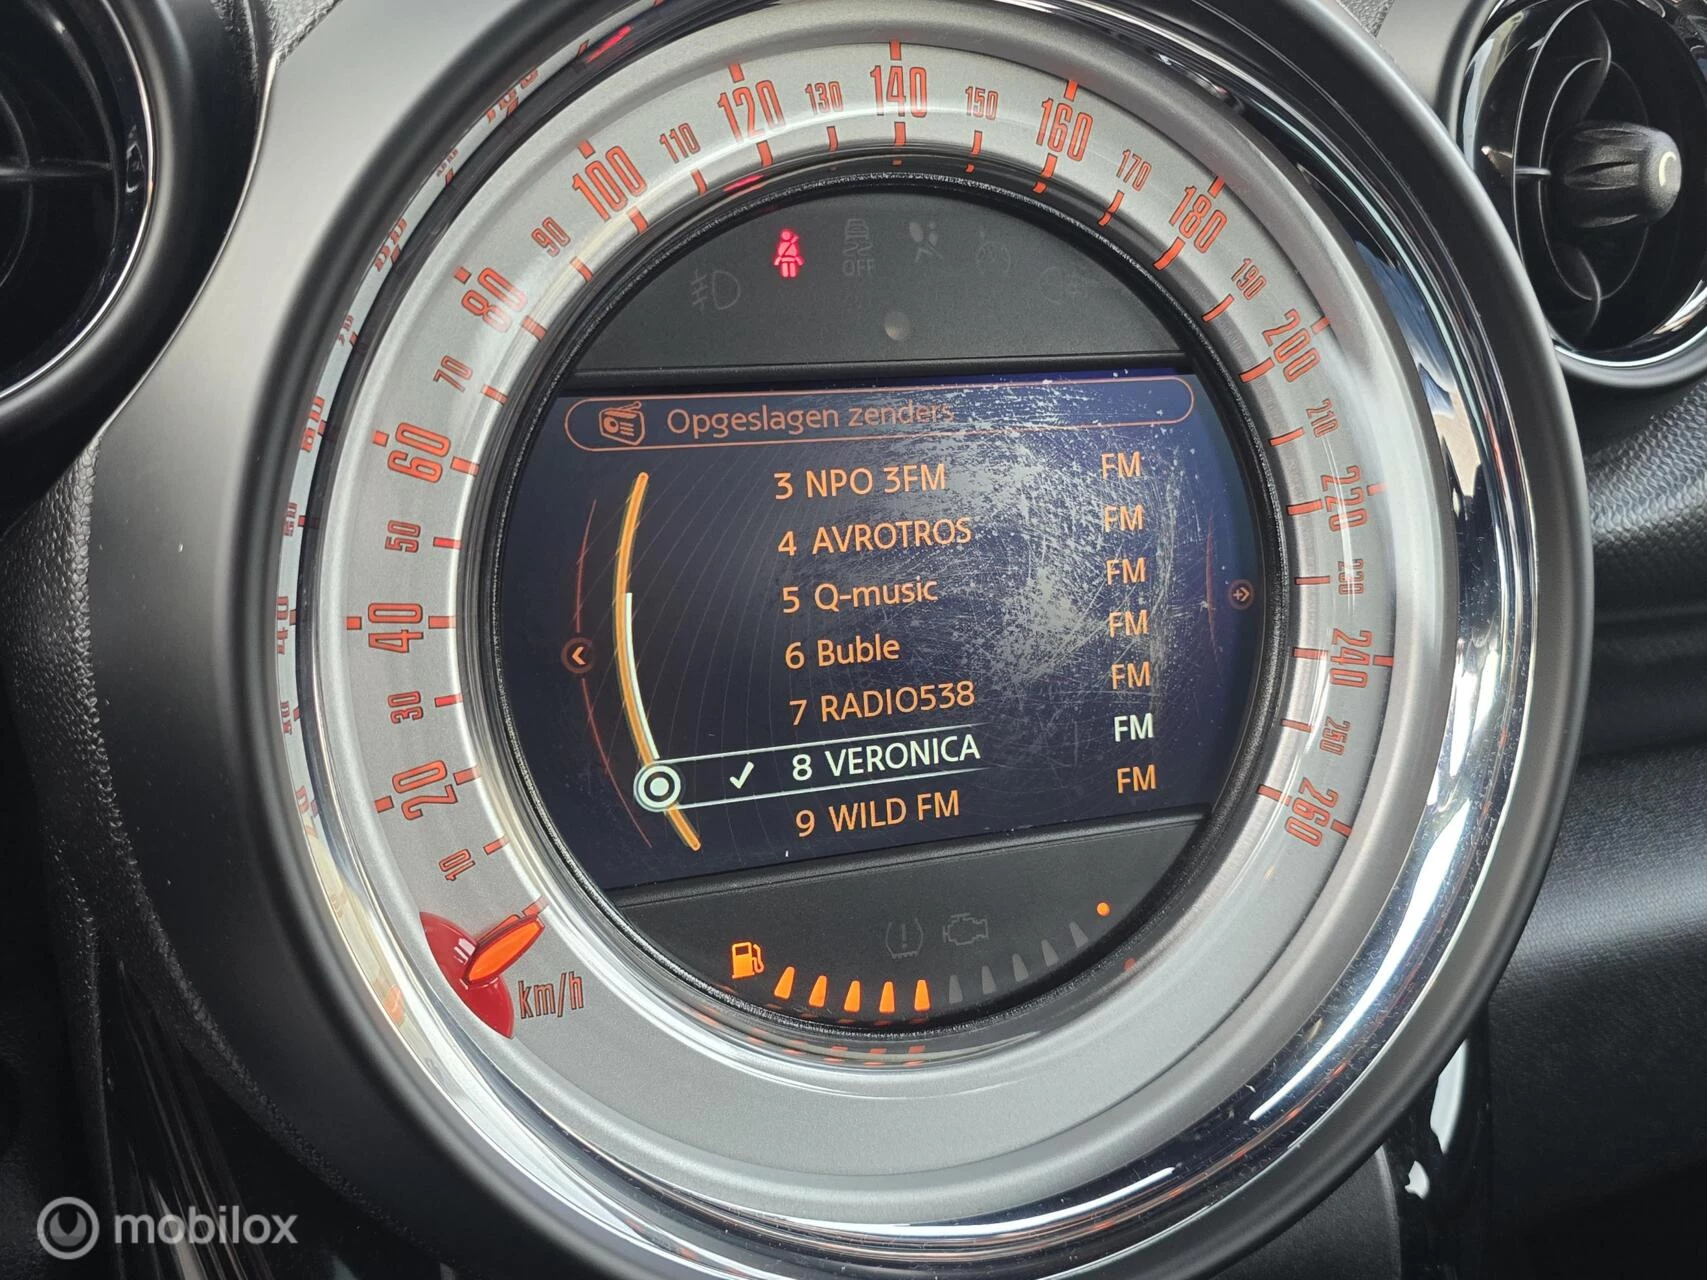 10
20
30
40
50
60
70
80
90
100
110
120
130
140
150
160
170
180
190
200
210
220
230
240
250
260
km/h
OFF
Opgeslagen zenders
3 NPO 3FM FM
4 AVROTROS FM
5 Q-music FM
6 Buble FM
7 RADIO538 FM
8 VERONICA FM
9 WILD FM FM
mobilox